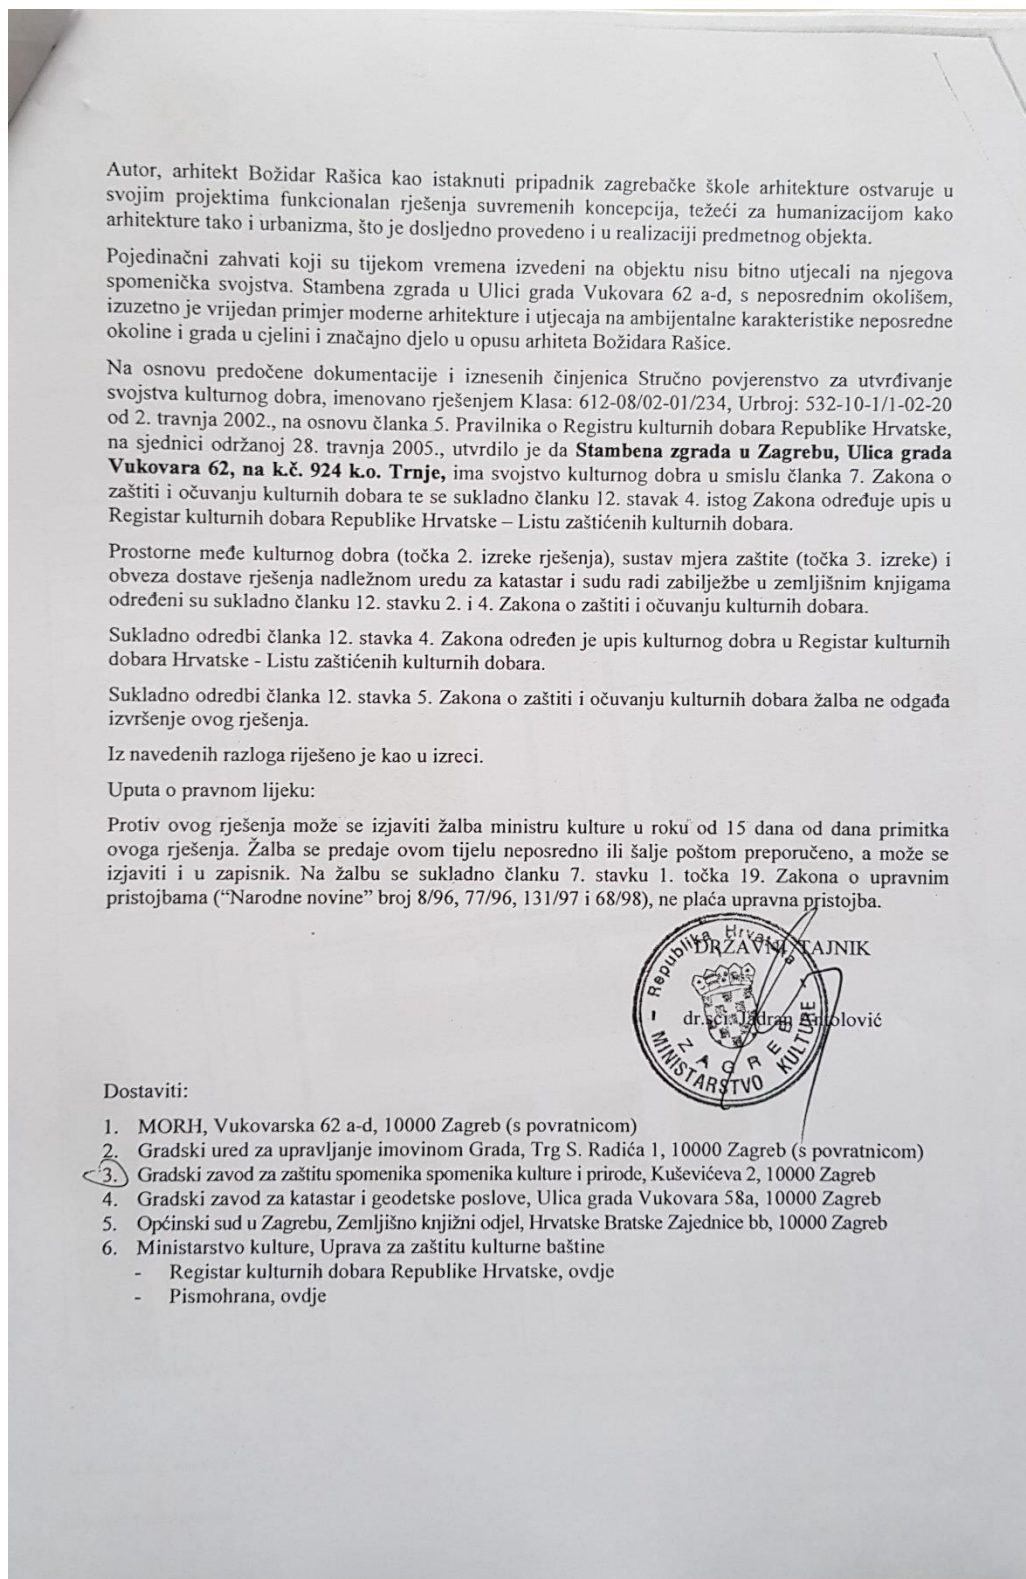 Autor, arhitekt Božidar Rašica kao istaknuti pripadnik zagrebačke škole arhitekture ostvaruje u
svojim projektima funkcionalan rješenja suvremenih koncepcija, težeći za humanizacijom kako
arhitekture tako i urbanizma, što je dosljedno provedeno i u realizaciji predmetnog objekta.
Pojedinačni zahvati koji su tijekom vremena izvedeni na objektu nisu bitno utjecali na njegova
spomenička svojstva. Stambena zgrada u Ulici grada Vukovara 62 a-d, s neposrednim okolišem,
izuzetno je vrijedan primjer moderne arhitekture i utjecaja na ambijentalne karakteristike neposredne
okoline i grada u cjelini i značajno djelo u opusu arhiteta Božidara Rašice.
Na osnovu predočene dokumentacije i iznesenih činjenica Stručno povjerenstvo za utvrđivanje
svojstva kulturnog dobra, imenovano rješenjem Klasa: 612-08/02-01/234, Urbroj: 532-10-1/1-02-20
od 2. travnja 2002., na osnovu članka 5. Pravilnika o Registru kulturnih dobara Republike Hrvatske,
na sjednici održanoj 28. travnja 2005., utvrdilo je da Stambena zgrada u Zagrebu, Ulica grada
Vukovara 62, na k.č. 924 k.o. Trnje, ima svojstvo kulturnog dobra u smislu članka 7. Zakona o
zaštiti i očuvanju kulturnih dobara te se sukladno članku 12. stavak 4. istog Zakona određuje upis u
Registar kulturnih dobara Republike Hrvatske – Listu zaštićenih kulturnih dobara.
Prostorne međe kulturnog dobra (točka 2. izreke rješenja), sustav mjera zaštite (točka 3. izreke) i
obveza dostave rješenja nadležnom uredu za katastar i sudu radi zabilježbe u zemljišnim knjigama
određeni su sukladno članku 12. stavku 2. i 4. Zakona o zaštiti i očuvanju kulturnih dobara.
Sukladno odredbi članka 12. stavka 4. Zakona određen je upis kulturnog dobra u Registar kulturnih
dobara Hrvatske - Listu zaštićenih kulturnih dobara.
Sukladno odredbi članka 12. stavka 5. Zakona o zaštiti i očuvanju kulturnih dobara žalba ne odgađa
izvršenje ovog rješenja.
Iz navedenih razloga riješeno je kao u izreci.
Uputa o pravnom lijeku:
Protiv ovog rješenja može se izjaviti žalba ministru kulture u roku od 15 dana od dana primitka
ovoga rješenja. Žalba se predaje ovom tijelu neposredno ili šalje poštom preporučeno, a može se
izjaviti i u zapisnik. Na žalbu se sukladno članku 7. stavku 1. točka 19. Zakona o upravnim
pristojbama (“Narodne novine” broj 8/96, 77/96, 131/97 i 68/98), ne plaća upravna pristojba.
DRŽAVNI TAJNIK
dr.sci. Jadran Antolović
Republika Hrvatska
MINISTARSTVO KULTURE
ZAGREB
Dostaviti:
1. MORH, Vukovarska 62 a-d, 10000 Zagreb (s povratnicom)
2. Gradski ured za upravljanje imovinom Grada, Trg S. Radića 1, 10000 Zagreb (s povratnicom)
3. Gradski zavod za zaštitu spomenika spomenika kulture i prirode, Kuševićeva 2, 10000 Zagreb
4. Gradski zavod za katastar i geodetske poslove, Ulica grada Vukovara 58a, 10000 Zagreb
5. Općinski sud u Zagrebu, Zemljišno knjižni odjel, Hrvatske Bratske Zajednice bb, 10000 Zagreb
6. Ministarstvo kulture, Uprava za zaštitu kulturne baštine
- Registar kulturnih dobara Republike Hrvatske, ovdje
- Pismohrana, ovdje